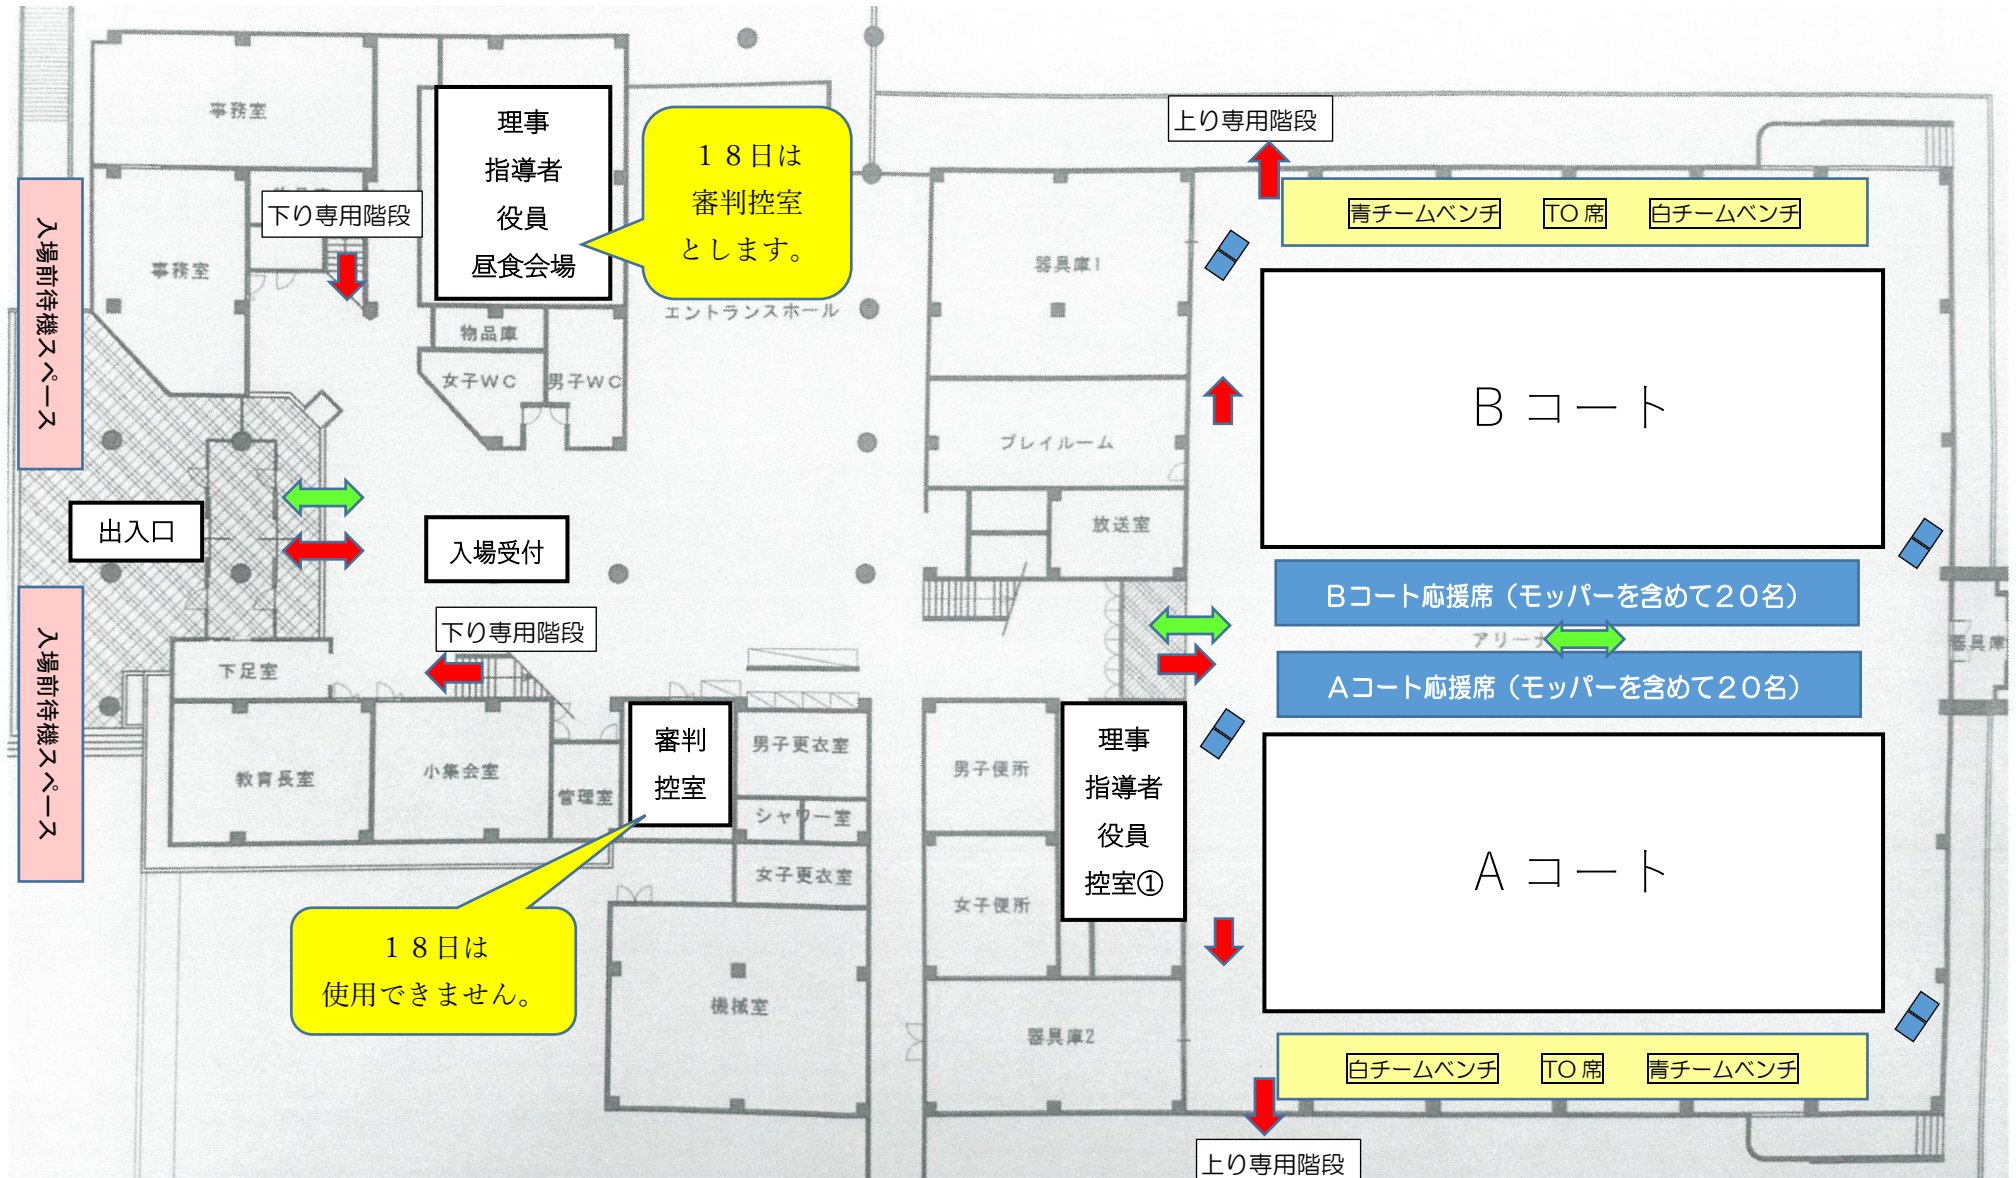 事務室
理事
指導者
役員
昼食会場
１８日は
審判控室
とします。
上り専用階段
青チームベンチ
TO席
白チームベンチ
下り専用階段
入場前待機スペース
事務室
器具庫1
エントランスホール
物品庫
女子WC
男子WC
Bコート
プレイルーム
放送室
出入口
入場受付
Bコート応援席（モッパーを含めて２０名）
下り専用階段
アリーナ
器具庫
下足室
Aコート応援席（モッパーを含めて２０名）
入場前待機スペース
教育長室
小集会室
管理室
審判
控室
男子更衣室
シャワー室
女子更衣室
男子便所
女子便所
理事
指導者
役員
控室①
Aコート
１８日は
使用できません。
機械室
器具庫2
白チームベンチ
TO席
青チームベンチ
上り専用階段